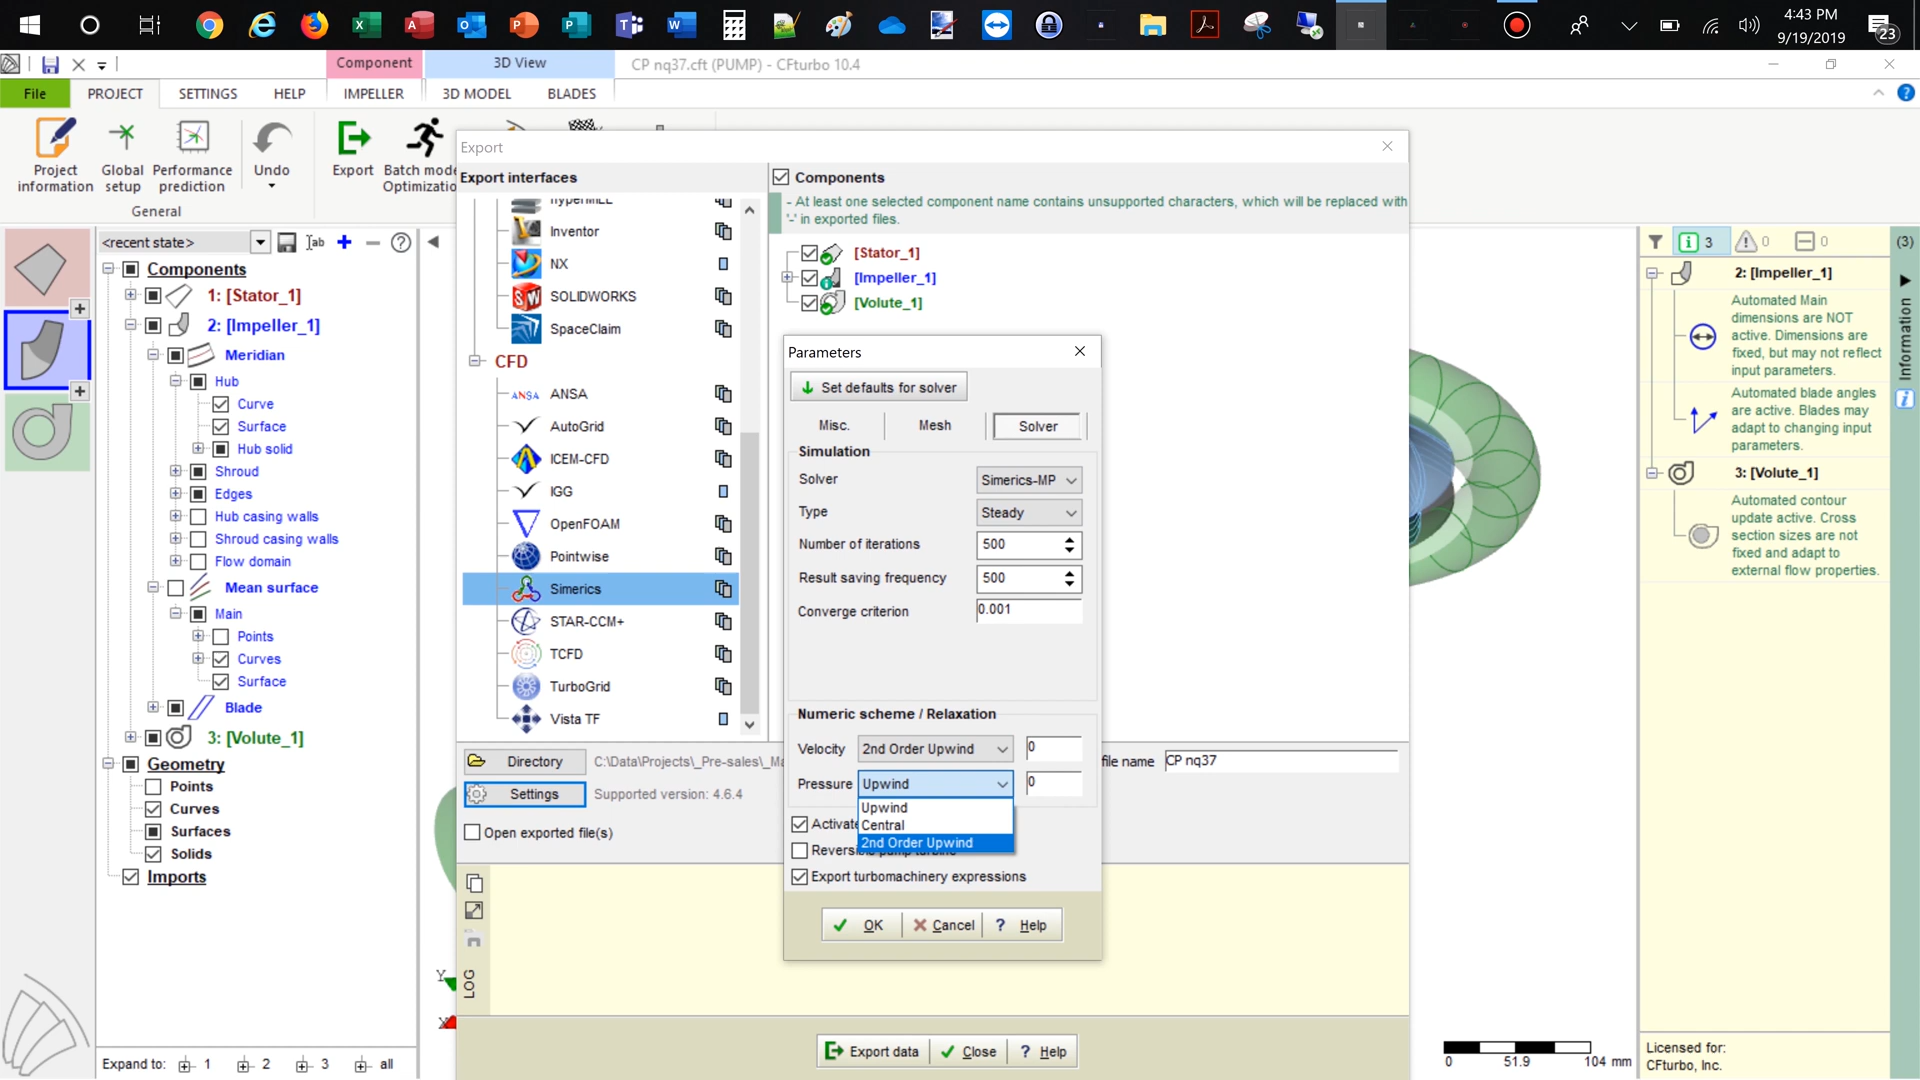 4:43 PM
9/19/2019
23
Component
3D View
CP nq37.cft (PUMP) - CFturbo 10.4
File
PROJECT
SETTINGS
HELP
IMPELLER
3D MODEL
BLADES
Project information
Global setup
Performance prediction
Undo
General
Export
Export
Export interfaces
Inventor
NX
SOLIDWORKS
SpaceClaim
CFD
ANSA
AutoGrid
ICEM-CFD
IGG
OpenFOAM
Pointwise
Simerics
STAR-CCM+
TCFD
TurboGrid
Vista TF
Components
- At least one selected component name contains unsupported characters, which will be replaced with
'-' in exported files.
[Stator_1]
[Impeller_1]
[Volute_1]
<recent state>
Components
1: [Stator_1]
2: [Impeller_1]
Meridian
Hub
Curve
Surface
Hub solid
Shroud
Edges
Hub casing walls
Shroud casing walls
Flow domain
Mean surface
Main
Points
Curves
Surface
Blade
3: [Volute_1]
Geometry
Points
Curves
Surfaces
Solids
Imports
Expand to:
1
2
3
all
Parameters
Set defaults for solver
Misc.
Mesh
Solver
Simulation
Solver
Simerics-MP
Type
Steady
Number of iterations
500
Result saving frequency
500
Converge criterion
0.001
Numeric scheme / Relaxation
Velocity
2nd Order Upwind
0
Pressure
Upwind
0
Upwind
Central
2nd Order Upwind
Export turbomachinery expressions
OK
Cancel
Help
Directory
Settings
Supported version: 4.6.4
Open exported file(s)
file name
CP nq37
LOG
Export data
Close
Help
3
0
0
(3)
Information
2: [Impeller_1]
Automated Main
dimensions are NOT
active. Dimensions are
fixed, but may not reflect
input parameters.
Automated blade angles
are active. Blades may
adapt to changing input
parameters.
3: [Volute_1]
Automated contour
update active. Cross
section sizes are not
fixed and adapt to
external flow properties.
Y
0
51.9
104 mm
Licensed for:
CFturbo, Inc.